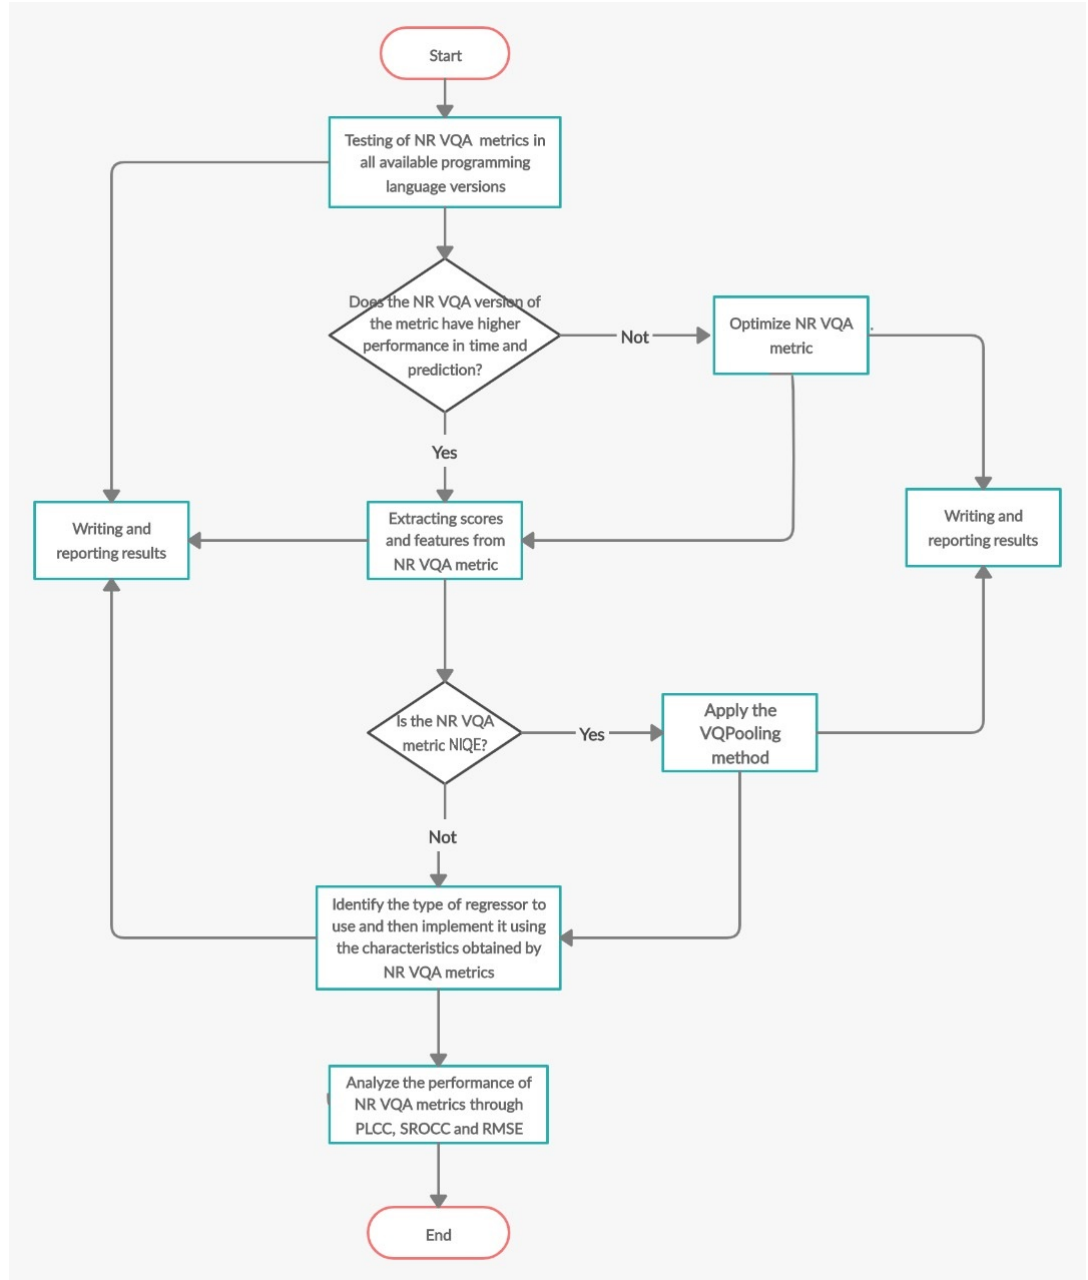 Start
Testing of NR VQA metrics in
all available programming
language versions
Does the NR VQA version of
the metric have higher
performance in time and
prediction?
Not
Optimize NR VQA
metric
Yes
Writing and
reporting results
Extracting scores
and features from
NR VQA metric
Writing and
reporting results
Is the NR VQA
metric NIQE?
Yes
Apply the
VQPooling
method
Not
Identify the type of regressor to
use and then implement it using
the characteristics obtained by
NR VQA metrics
Analyze the performance of
NR VQA metrics through
PLCC, SROCC and RMSE
End